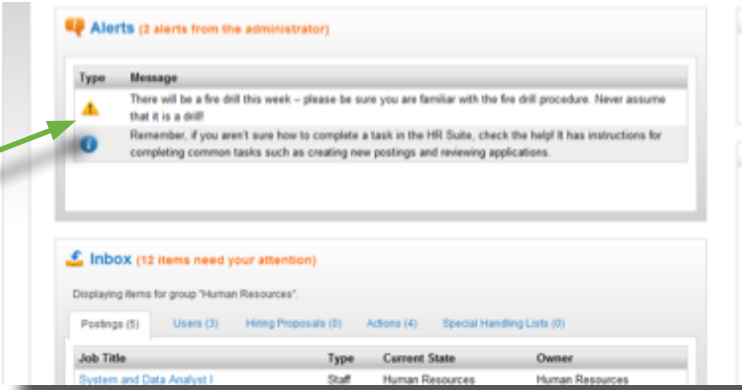 Alerts (2 alerts from the administrator)
Type Message
There will be a fire drill this week – please be sure you are familiar with the fire drill procedure. Never assume
that it is a drill!
Remember, if you aren't sure how to complete a task in the HR Suite, check the help! It has instructions for
completing common tasks such as creating new postings and reviewing applications.
Inbox (12 items need your attention)
Displaying items for group "Human Resources".
Postings (5) Users (3) Hiring Proposals (0) Actions (4) Special Handling Lists (0)
Job Title Type Current State Owner
System and Data Analyst I Staff Human Resources Human Resources